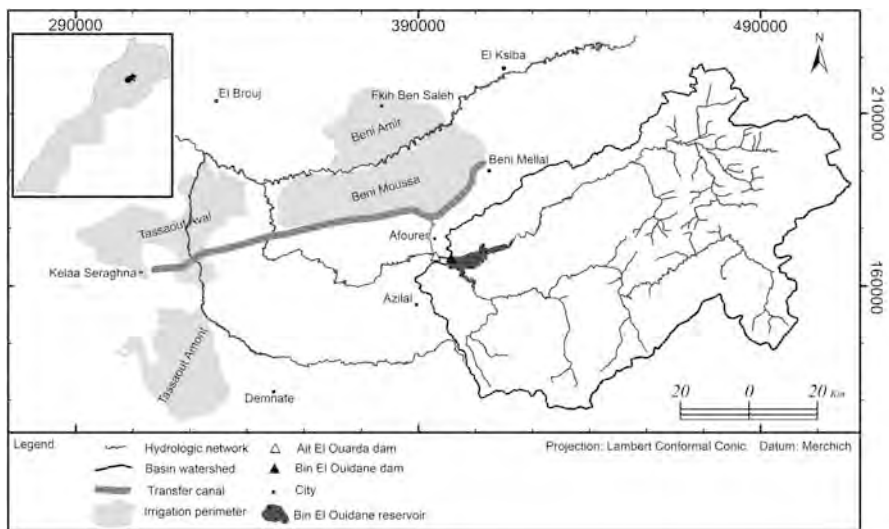 290000 390000 490000
N
El Ksiba
El Brouj
Fkih Ben Saleh
210000
Beni Amir
Beni Mellal
Beni Moussa
Tassaout Aval
Afourer
Kelaa Seraghna
160000
Azilal
Tassaout Amont
Demnate
20 0 20 Km
Legend
Hydrologic network
Basin watershed
Transfer canal
Irrigation perimeter
Ait El Ouarda dam
Bin El Ouidane dam
City
Bin El Ouidane reservoir
Projection: Lambert Conformal Conic. Datum: Merchich